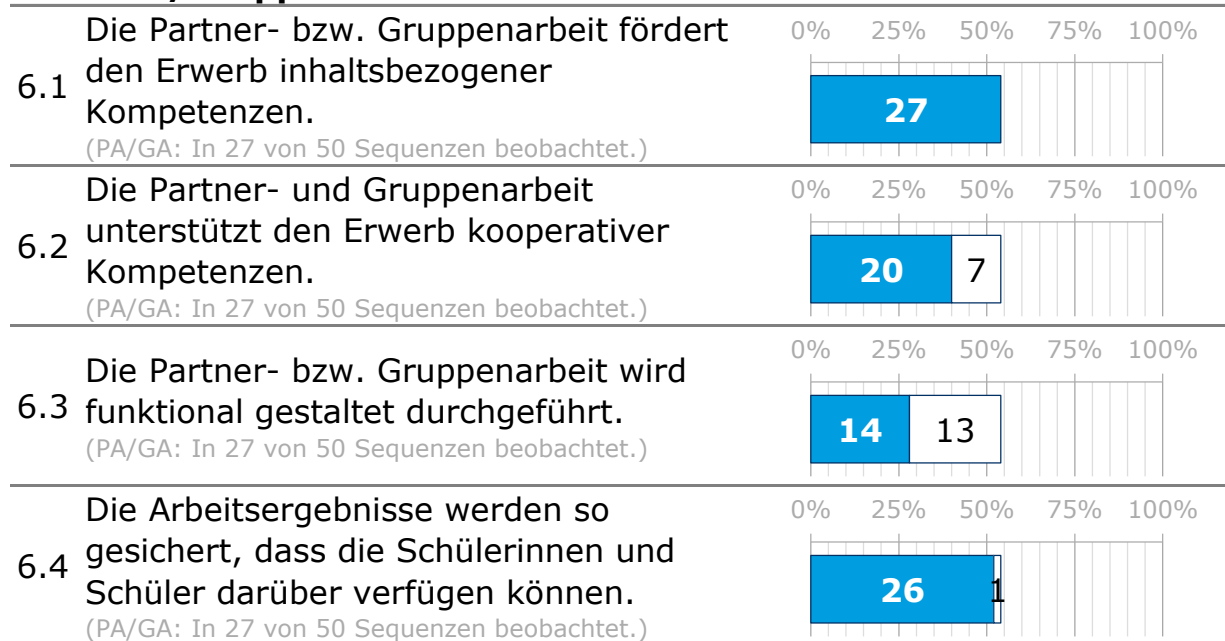 Die Partner- bzw. Gruppenarbeit fördert
6.1 den Erwerb inhaltsbezogener
Kompetenzen.
(PA/GA: In 27 von 50 Sequenzen beobachtet.)
0% 25% 50% 75% 100%
27
Die Partner- und Gruppenarbeit
6.2 unterstützt den Erwerb kooperativer
Kompetenzen.
(PA/GA: In 27 von 50 Sequenzen beobachtet.)
0% 25% 50% 75% 100%
20 7
Die Partner- bzw. Gruppenarbeit wird
6.3 funktional gestaltet durchgeführt.
(PA/GA: In 27 von 50 Sequenzen beobachtet.)
0% 25% 50% 75% 100%
14 13
Die Arbeitsergebnisse werden so
6.4 gesichert, dass die Schülerinnen und
Schüler darüber verfügen können.
(PA/GA: In 27 von 50 Sequenzen beobachtet.)
0% 25% 50% 75% 100%
26 1